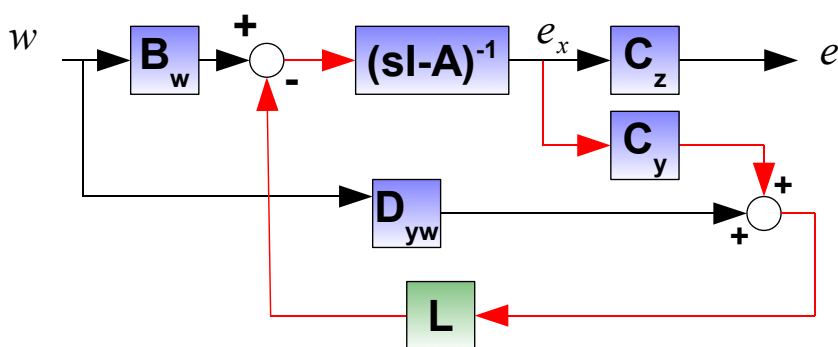 w
B_w
+
-
(sI-A)^-1
e_x
C_z
e
C_y
+
D_yw
+
L